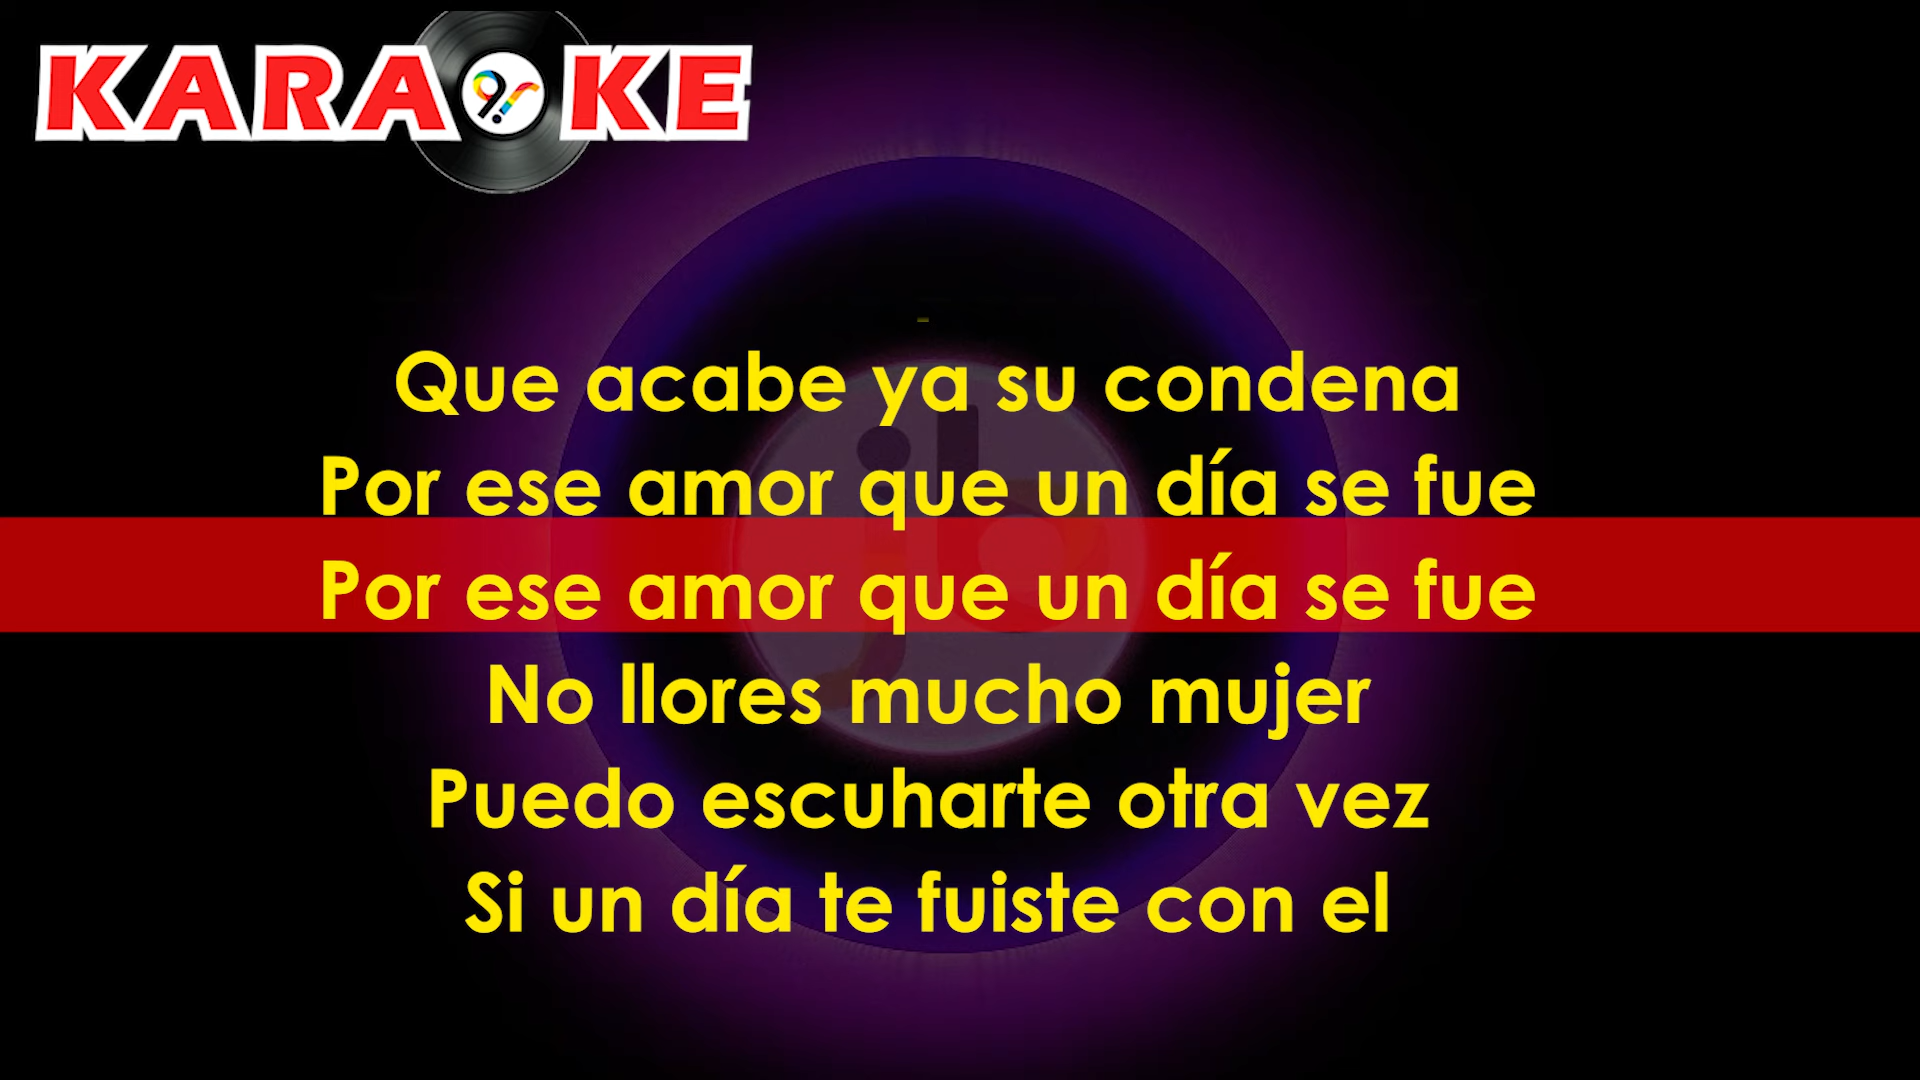 KARAOKE
Que acabe ya su condena
Por ese amor que un día se fue
Por ese amor que un día se fue
No llores mucho mujer
Puedo escuharte otra vez
Si un día te fuiste con el
jb